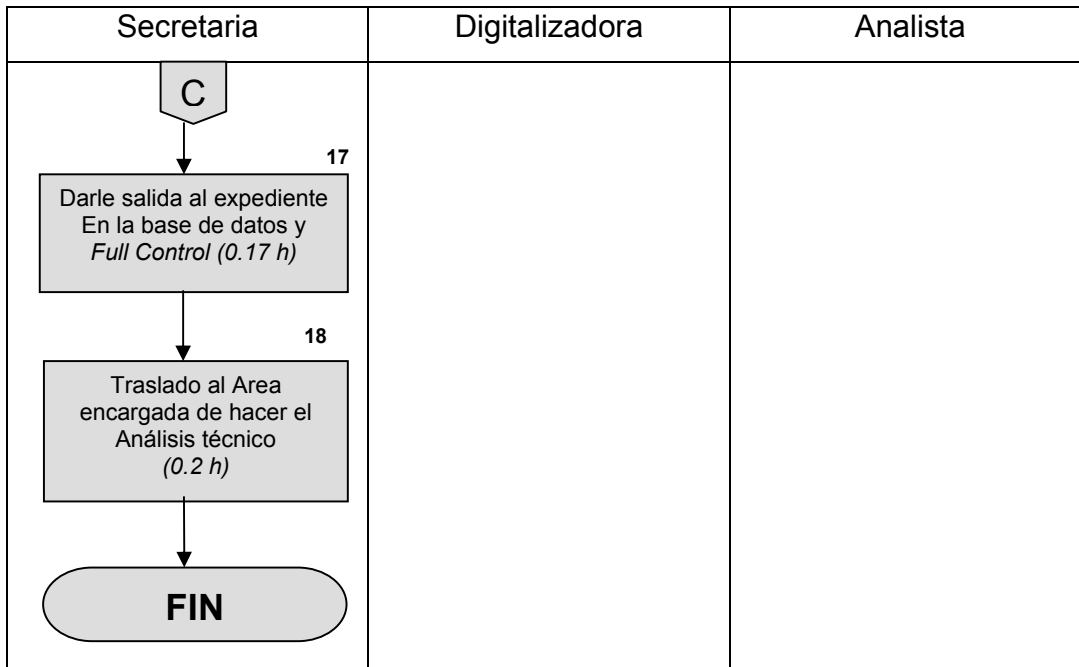 Secretaria
Digitalizadora
Analista
C
17
Darle salida al expediente
En la base de datos y
Full Control (0.17 h)
18
Traslado al Area
encargada de hacer el
Análisis técnico
(0.2 h)
FIN